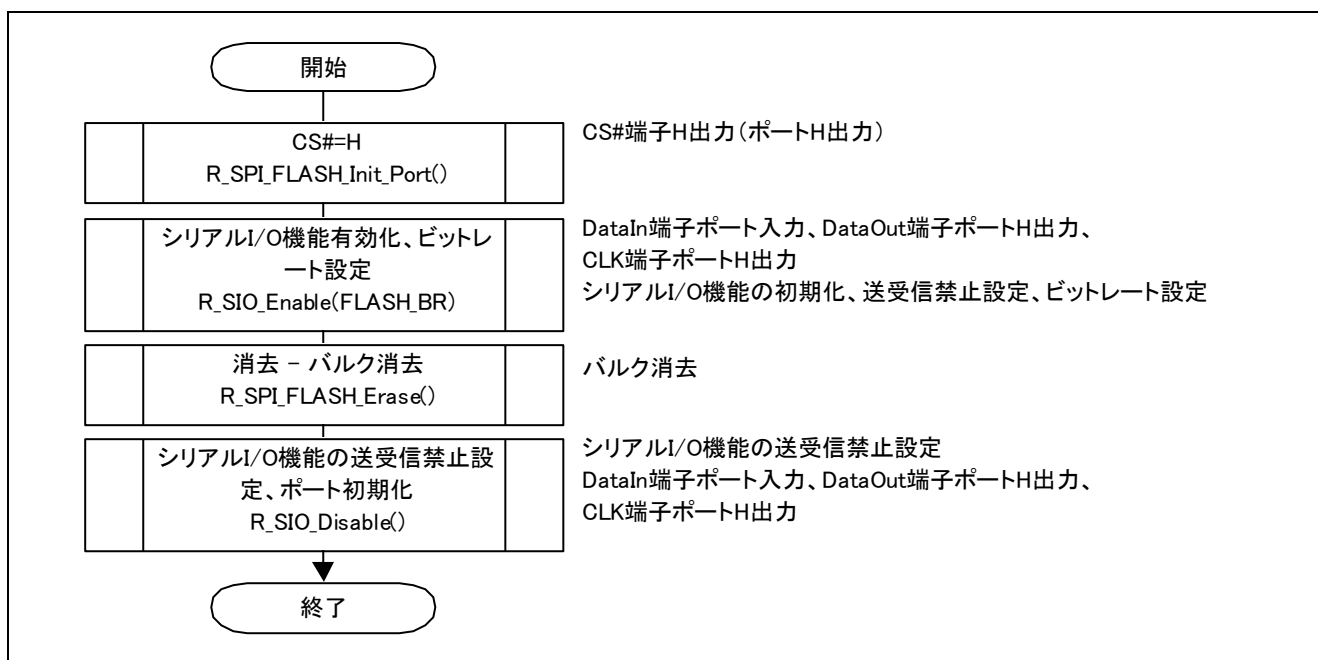 開始
CS#=H
R_SPI_FLASH_Init_Port()
CS#端子H出力（ポートH出力）
シリアルI/O機能有効化、ビットレ
ート設定
R_SIO_Enable(FLASH_BR)
DataIn端子ポート入力、DataOut端子ポートH出力、
CLK端子ポートH出力
シリアルI/O機能の初期化、送受信禁止設定、ビットレート設定
消去 － バルク消去
R_SPI_FLASH_Erase()
バルク消去
シリアルI/O機能の送受信禁止設
定、ポート初期化
R_SIO_Disable()
シリアルI/O機能の送受信禁止設定
DataIn端子ポート入力、DataOut端子ポートH出力、
CLK端子ポートH出力
終了